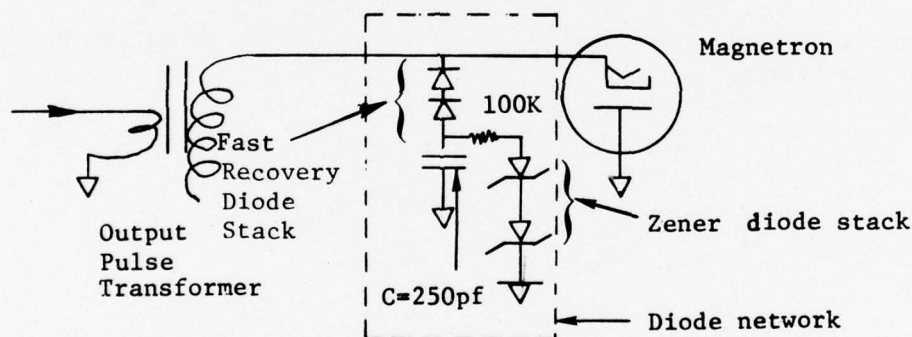 Magnetron
100K
Fast
Recovery
Diode
Stack
Output
Pulse
Transformer
C=250pf
Zener diode stack
Diode network